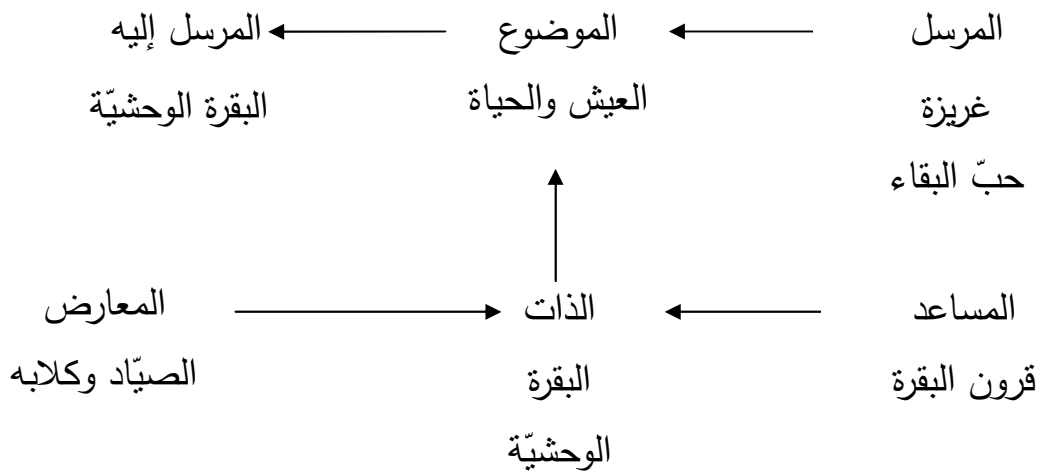 المرسل الموضوع المرسل إليه
غريزة العيش والحياة البقرة الوحشيّة
حبّ البقاء
المساعد الذات المعارض
قرون البقرة البقرة الصيّاد وكلابه
الوحشيّة